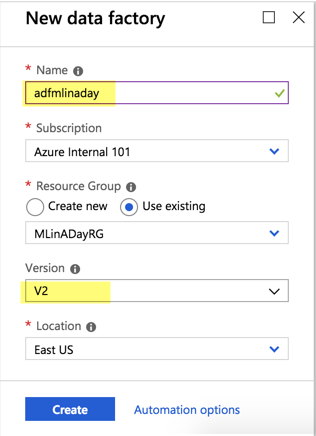 New data factory
* Name
adfmlinaday
* Subscription
Azure Internal 101
* Resource Group
Create new Use existing
MLinADayRG
Version
V2
* Location
East US
Create Automation options